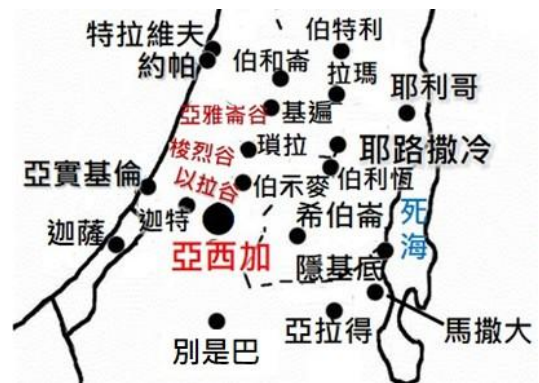 特拉維夫
約帕
伯特利
伯和崙
拉瑪
耶利哥
亞雅崙谷
基遍
梭烈谷
瑣拉
耶路撒冷
以拉谷
伯示麥
伯利恆
亞實基倫
迦特
迦薩
亞西加
希伯崙
死海
隱基底
別是巴
亞拉得
馬撒大